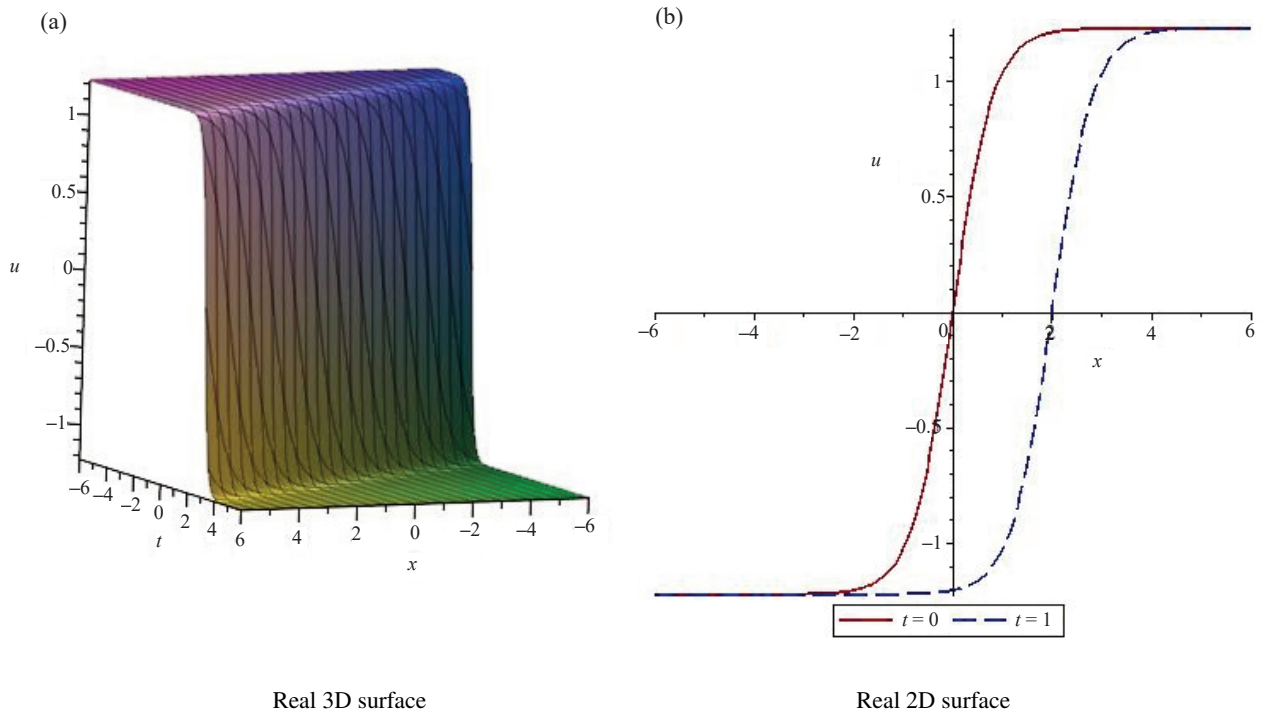 (a)
1
0.5
0
−0.5
−1
u
−6 −4 −2 0 2 4 6
t
4 2 0 −2 −4 −6
x
(b)
1
0.5
−0.5
−1
u
−6 −4 −2 0 2 4 6
x
t = 0 t = 1
Real 3D surface
Real 2D surface